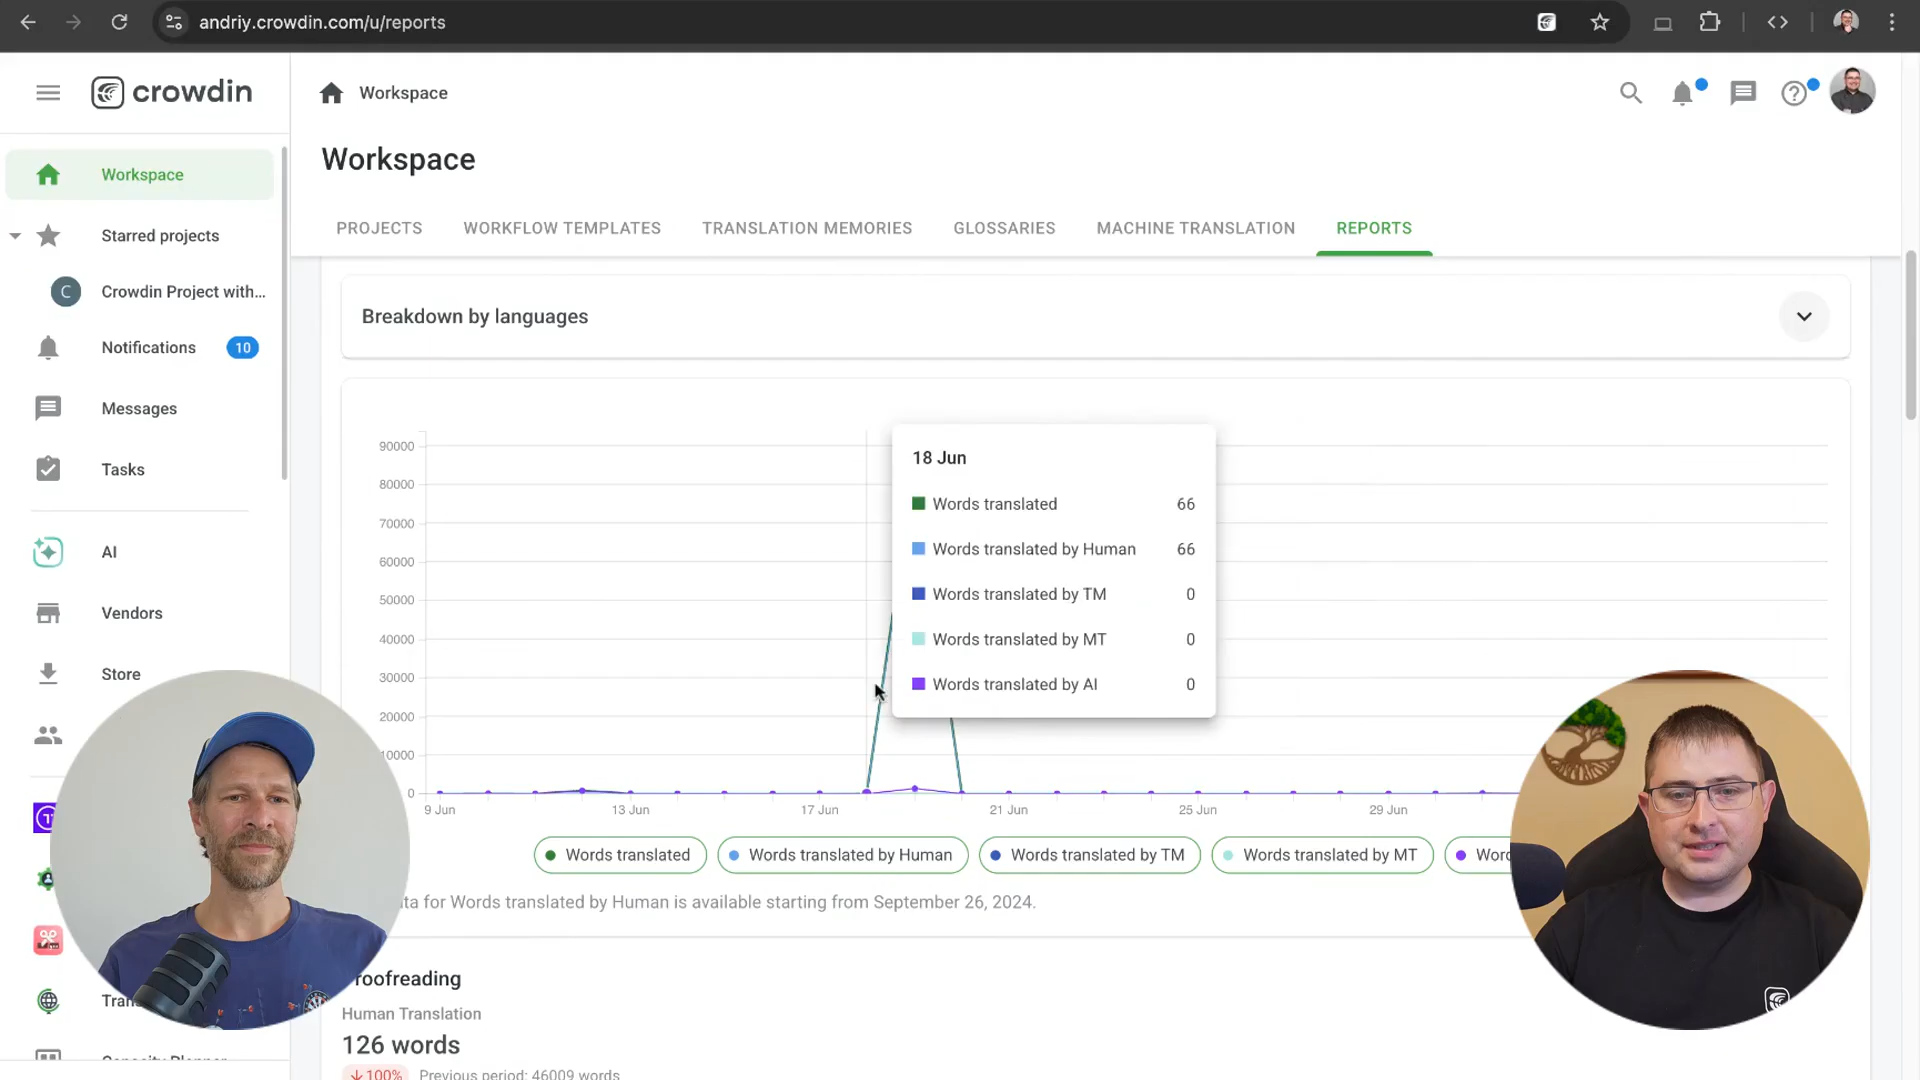 andriy.crowdin.com/u/reports
crowdin
Workspace
Workspace
Workspace
Starred projects
C
Crowdin Project with...
Notifications
10
Messages
Tasks
AI
Vendors
Store
PROJECTS
WORKFLOW TEMPLATES
TRANSLATION MEMORIES
GLOSSARIES
MACHINE TRANSLATION
REPORTS
Breakdown by languages
90000
80000
70000
60000
50000
40000
30000
20000
10000
0
18 Jun
Words translated 66
Words translated by Human 66
Words translated by TM 0
Words translated by MT 0
Words translated by AI 0
9 Jun
13 Jun
17 Jun
21 Jun
25 Jun
29 Jun
Words translated
Words translated by Human
Words translated by TM
Words translated by MT
for Words translated by Human is available starting from September 26, 2024.
roofreading
Human Translation
126 words
100%
Previous period: 46009 words